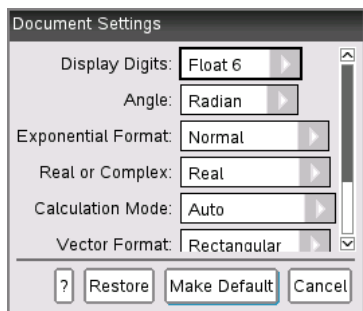 Document Settings
Display Digits: Float 6
Angle: Radian
Exponential Format: Normal
Real or Complex: Real
Calculation Mode: Auto
Vector Format: Rectangular
? Restore Make Default Cancel